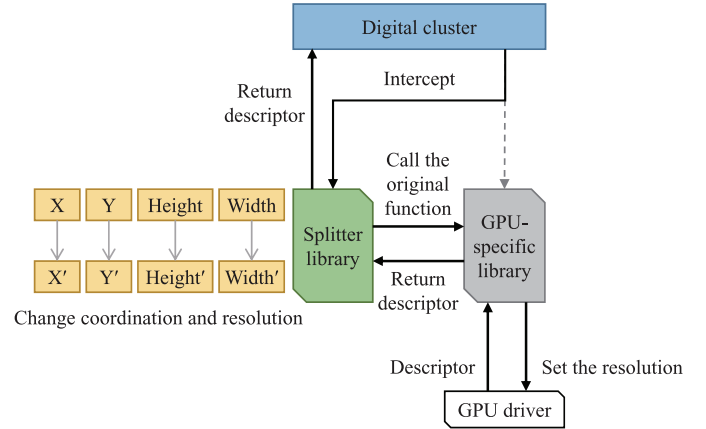 Digital cluster
Intercept
Return
descriptor
Call the
original
function
X
Y
Height
Width
Splitter
library
GPU-
specific
library
X′
Y′
Height′
Width′
Return
descriptor
Change coordination and resolution
Descriptor
Set the resolution
GPU driver